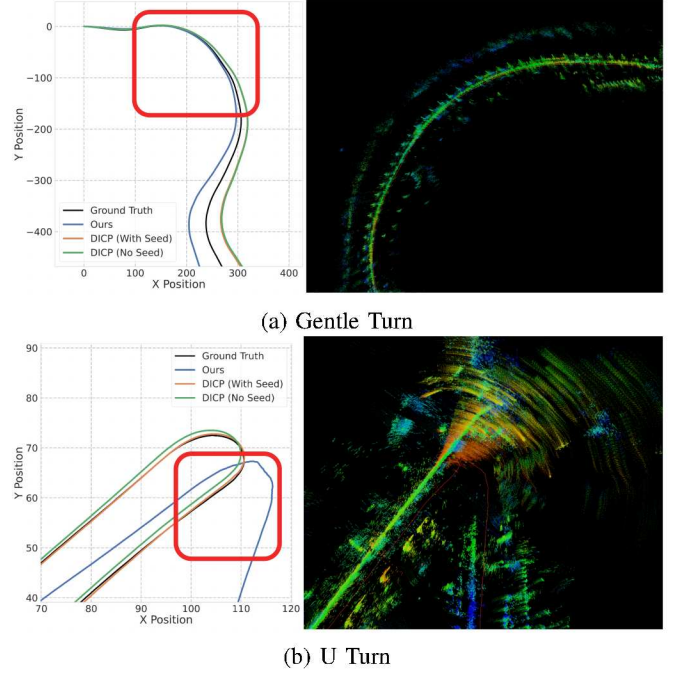 0
−100
−200
−300
−400
Y Position
Ground Truth
Ours
DICP (With Seed)
DICP (No Seed)
0 100 200 300 400
X Position
(a) Gentle Turn
90
80
70
60
50
40
Y Position
Ground Truth
Ours
DICP (With Seed)
DICP (No Seed)
70 80 90 100 110 120
X Position
(b) U Turn